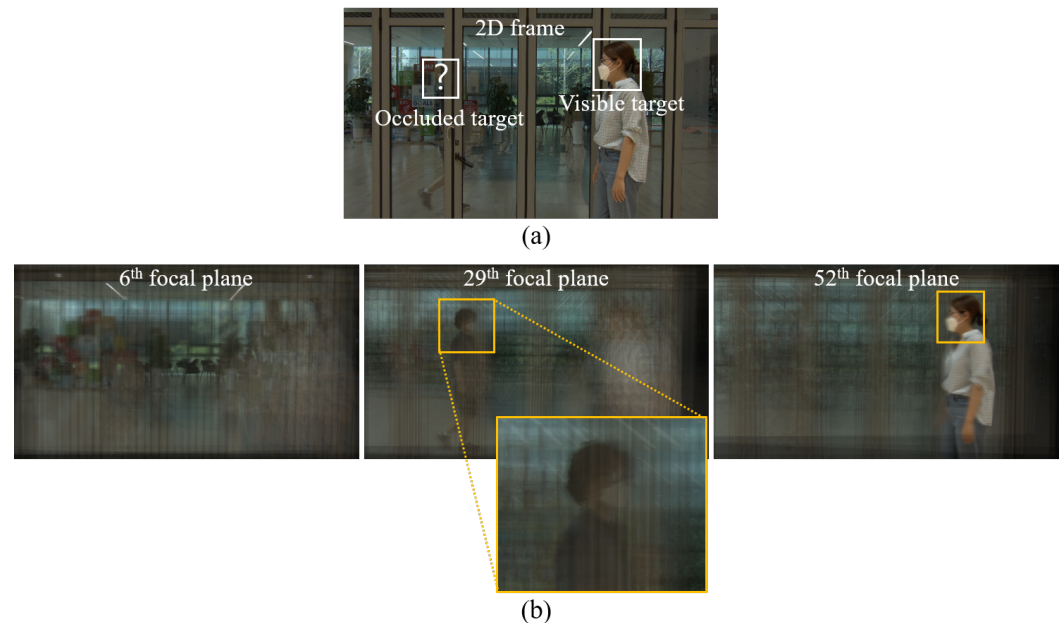 2D frame
?
Occluded target
Visible target
(a)
6th focal plane
29th focal plane
52th focal plane
(b)